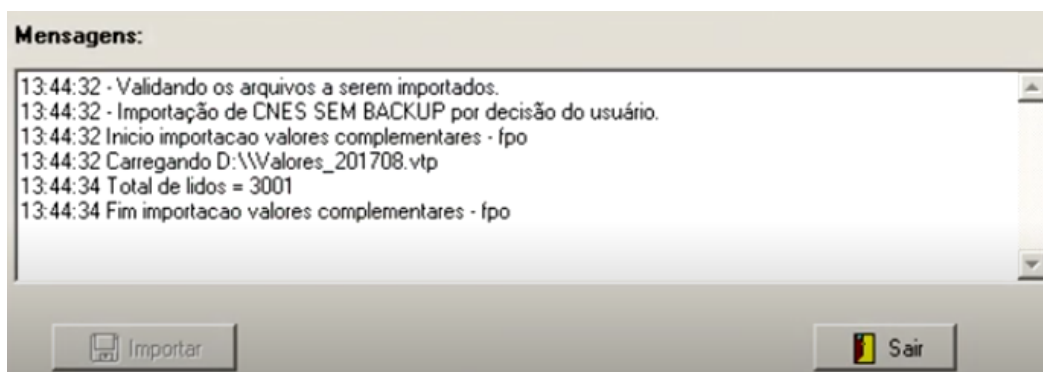 Mensagens:
13:44:32 - Validando os arquivos a serem importados.
13:44:32 - Importação de CNES SEM BACKUP por decisão do usuário.
13:44:32 Inicio importacao valores complementares - fpo
13:44:32 Carregando D:\\\Valores_201708.vtp
13:44:34 Total de lidos = 3001
13:44:34 Fim importacao valores complementares - fpo
Importar Sair